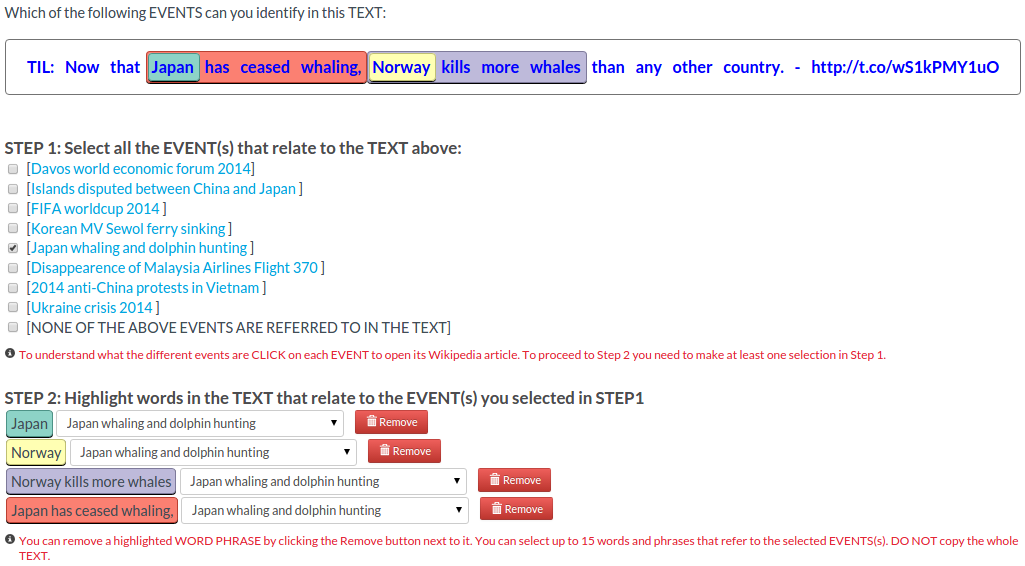 Which of the following EVENTS can you identify in this TEXT:
TIL: Now that Japan has ceased whaling, Norway kills more whales than any other country. - http://t.co/wS1kPMY1uO
STEP 1: Select all the EVENT(s) that relate to the TEXT above:
[Davos world economic forum 2014]
[Islands disputed between China and Japan ]
[FIFA worldcup 2014 ]
[Korean MV Sewol ferry sinking ]
[Japan whaling and dolphin hunting ]
[Disappearence of Malaysia Airlines Flight 370 ]
[2014 anti-China protests in Vietnam ]
[Ukraine crisis 2014 ]
[NONE OF THE ABOVE EVENTS ARE REFERRED TO IN THE TEXT]
To understand what the different events are CLICK on each EVENT to open its Wikipedia article. To proceed to Step 2 you need to make at least one selection in Step 1.
STEP 2: Highlight words in the TEXT that relate to the EVENT(s) you selected in STEP1
Japan Japan whaling and dolphin hunting Remove
Norway Japan whaling and dolphin hunting Remove
Norway kills more whales Japan whaling and dolphin hunting Remove
Japan has ceased whaling, Japan whaling and dolphin hunting Remove
You can remove a highlighted WORD PHRASE by clicking the Remove button next to it. You can select up to 15 words and phrases that refer to the selected EVENTS(s). DO NOT copy the whole
TEXT.